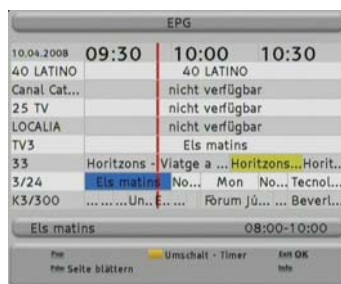 EPG
10.04.2008 09:30 10:00 10:30
40 LATINO 40 LATINO
Canal Cat... nicht verfügbar
25 TV nicht verfügbar
LOCALIA nicht verfügbar
TV3 Els matins
33 Horitzons - Viatge a ... Horitzons... Horit..
3/24 Els matins No... Mon No... Tecnol..
K3/300 ... ... ... Un.. E.. ... Fòrum Jú... ... Beverl..
Els matins 08:00-10:00
Umschalt - Timer Exit OK
Seite blättern Info